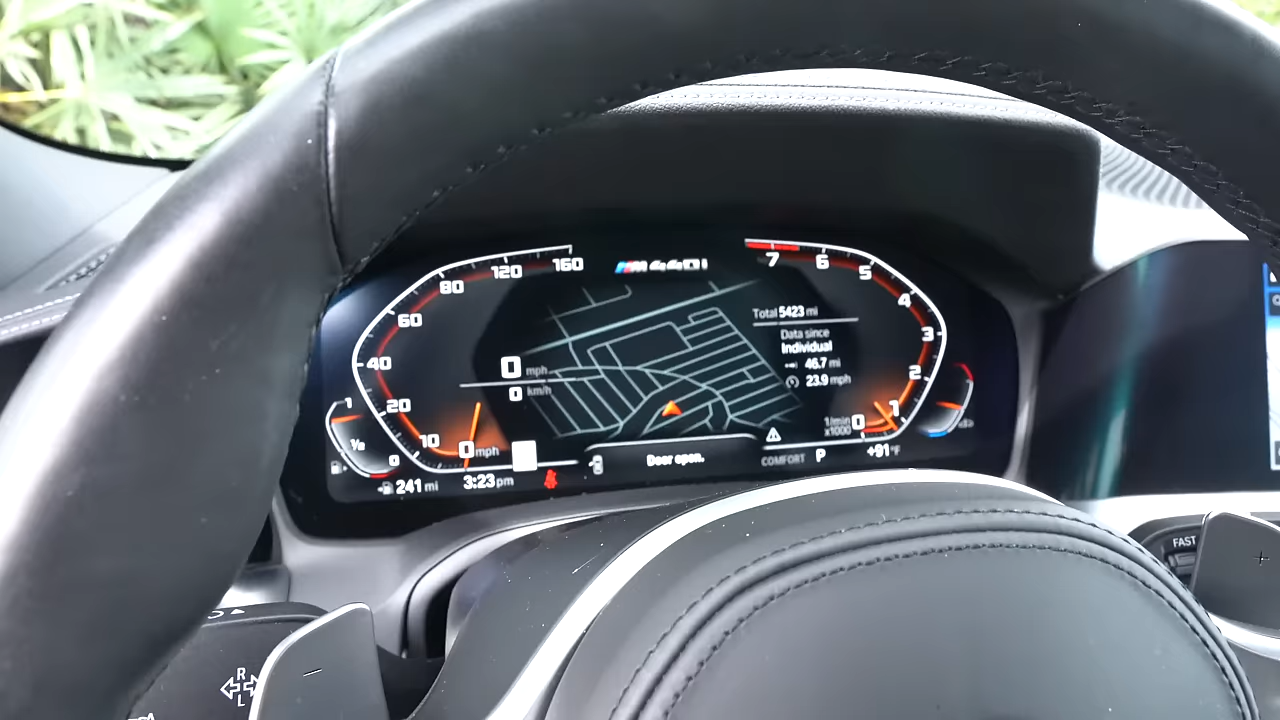 160
120
80
60
40
20
10
0 mph
M440i
7
6
5
4
3
2
1
0
1/min
x1000
Total 5423 mi
Data since
Individual
46.7 mi
23.9 mph
0 mph
0 km/h
1
1/2
0
241 mi
3:23 pm
Door open.
COMFORT P
+91°F
FAST
+
-
R
L